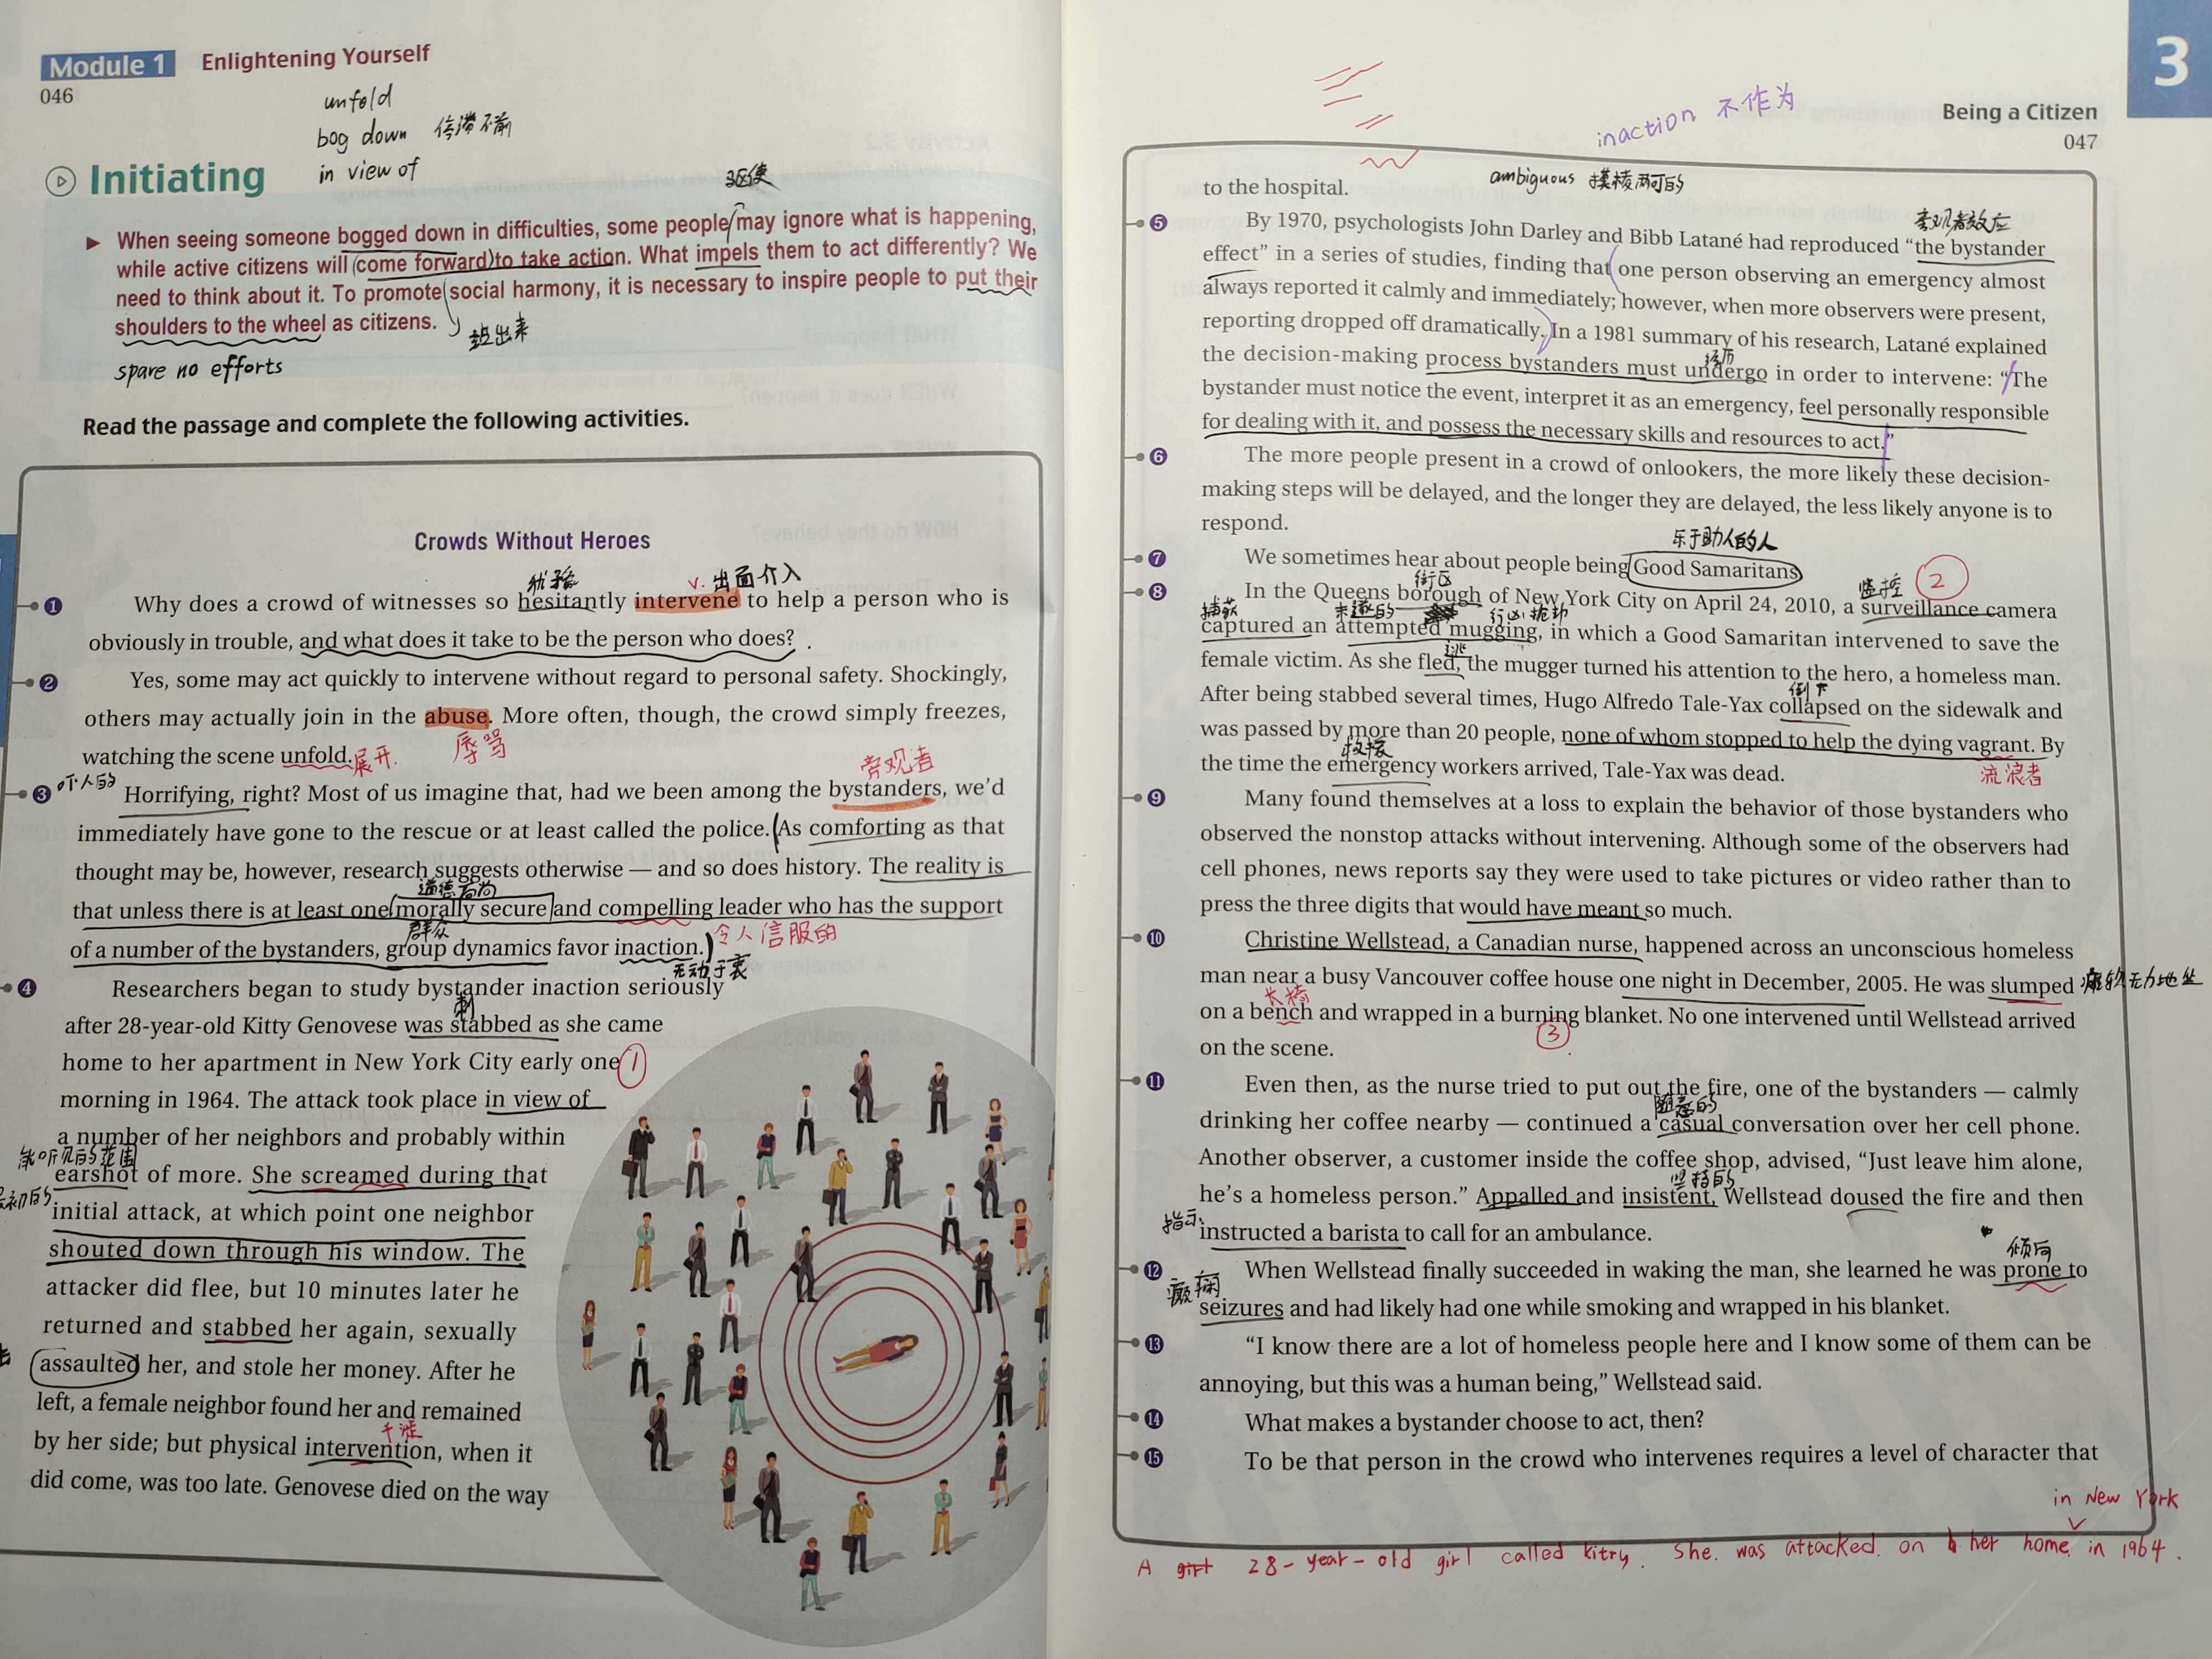 Module 1 Enlightening Yourself
046
unfold
bog down 停滞不前
in view of
Initiating
驱使
When seeing someone bogged down in difficulties, some people may ignore what is happening,
while active citizens will come forward to take action. What impels them to act differently? We
need to think about it. To promote social harmony, it is necessary to inspire people to put their
shoulders to the wheel as citizens.
站出来
spare no efforts
Read the passage and complete the following activities.
Crowds Without Heroes
犹豫 v. 出面介入
1 Why does a crowd of witnesses so hesitantly intervene to help a person who is
obviously in trouble, and what does it take to be the person who does?
2 Yes, some may act quickly to intervene without regard to personal safety. Shockingly,
others may actually join in the abuse. More often, though, the crowd simply freezes,
watching the scene unfold. 展开. 辱骂
吓人的 旁观者
3 Horrifying, right? Most of us imagine that, had we been among the bystanders, we'd
immediately have gone to the rescue or at least called the police. As comforting as that
thought may be, however, research suggests otherwise — and so does history. The reality is
道德高尚
that unless there is at least one morally secure and compelling leader who has the support
群众 令人信服的
of a number of the bystanders, group dynamics favor inaction.
无动于衷
4 Researchers began to study bystander inaction seriously
刺
after 28-year-old Kitty Genovese was stabbed as she came
home to her apartment in New York City early one ①
morning in 1964. The attack took place in view of
a number of her neighbors and probably within
能听见的范围
earshot of more. She screamed during that
最初的
initial attack, at which point one neighbor
shouted down through his window. The
attacker did flee, but 10 minutes later he
returned and stabbed her again, sexually
assaulted her, and stole her money. After he
left, a female neighbor found her and remained
干涉
by her side; but physical intervention, when it
did come, was too late. Genovese died on the way
3
Being a Citizen
047
inaction 不作为
ambiguous 模棱两可的
to the hospital.
旁观者效应
5 By 1970, psychologists John Darley and Bibb Latané had reproduced “the bystander
effect” in a series of studies, finding that one person observing an emergency almost
always reported it calmly and immediately; however, when more observers were present,
reporting dropped off dramatically. In a 1981 summary of his research, Latané explained
经历
the decision-making process bystanders must undergo in order to intervene: “The
bystander must notice the event, interpret it as an emergency, feel personally responsible
for dealing with it, and possess the necessary skills and resources to act.”
6 The more people present in a crowd of onlookers, the more likely these decision-
making steps will be delayed, and the longer they are delayed, the less likely anyone is to
respond.
乐于助人的人
7 We sometimes hear about people being Good Samaritans.
街区 监控 ②
8 In the Queens borough of New York City on April 24, 2010, a surveillance camera
捕获 未遂的 行凶抢劫
captured an attempted mugging, in which a Good Samaritan intervened to save the
逃
female victim. As she fled, the mugger turned his attention to the hero, a homeless man.
倒下
After being stabbed several times, Hugo Alfredo Tale-Yax collapsed on the sidewalk and
was passed by more than 20 people, none of whom stopped to help the dying vagrant. By
救援
the time the emergency workers arrived, Tale-Yax was dead. 流浪者
9 Many found themselves at a loss to explain the behavior of those bystanders who
observed the nonstop attacks without intervening. Although some of the observers had
cell phones, news reports say they were used to take pictures or video rather than to
press the three digits that would have meant so much.
10 Christine Wellstead, a Canadian nurse, happened across an unconscious homeless
man near a busy Vancouver coffee house one night in December, 2005. He was slumped
长椅
on a bench and wrapped in a burning blanket. No one intervened until Wellstead arrived
③
on the scene.
11 Even then, as the nurse tried to put out the fire, one of the bystanders — calmly
随意的
drinking her coffee nearby — continued a casual conversation over her cell phone.
Another observer, a customer inside the coffee shop, advised, “Just leave him alone,
坚持的
he's a homeless person.” Appalled and insistent, Wellstead doused the fire and then
指示
instructed a barista to call for an ambulance.
倾向
12 When Wellstead finally succeeded in waking the man, she learned he was prone to
癫痫
seizures and had likely had one while smoking and wrapped in his blanket.
13 “I know there are a lot of homeless people here and I know some of them can be
annoying, but this was a human being,” Wellstead said.
14 What makes a bystander choose to act, then?
15 To be that person in the crowd who intervenes requires a level of character that
in New York
A 28-year-old girl called kitry. She was attacked on her home in 1964.